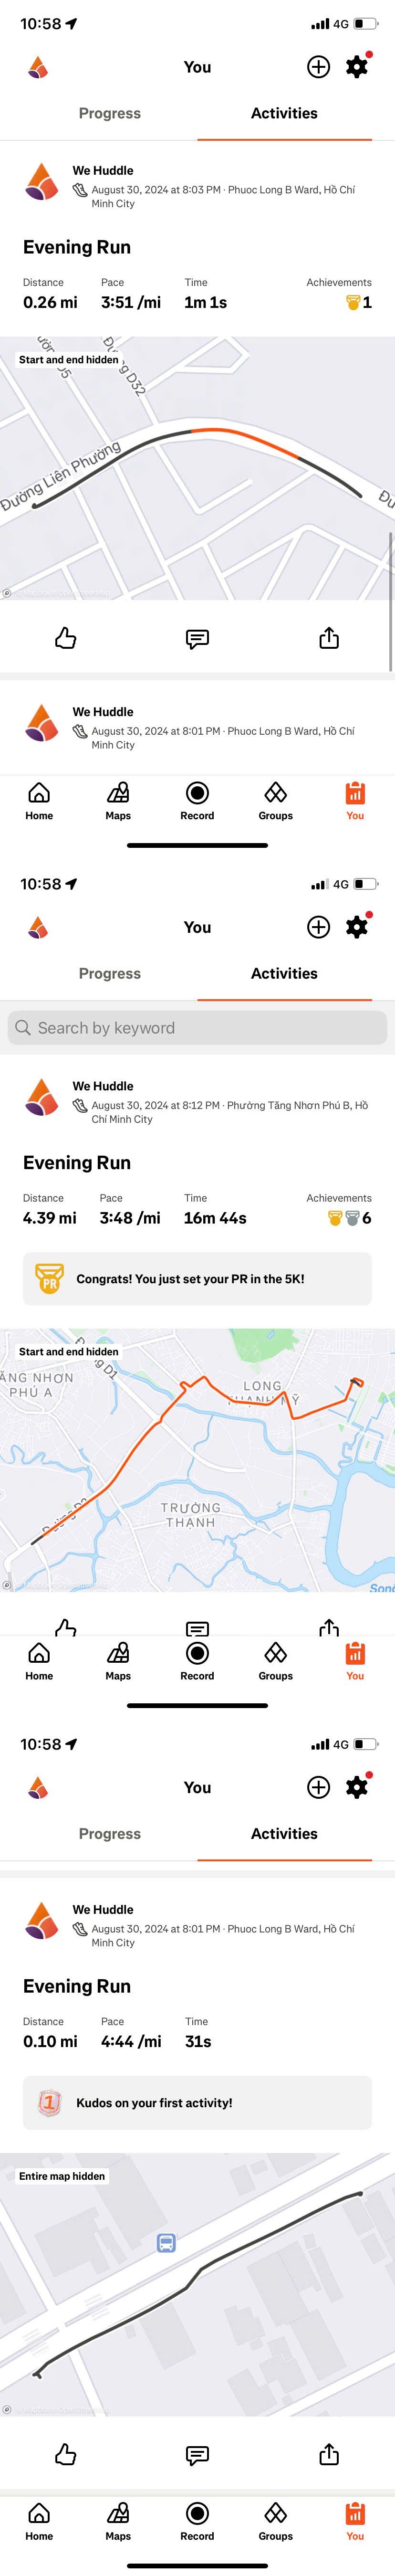 10:58
4G
You
Progress
Activities
We Huddle
August 30, 2024 at 8:03 PM · Phuoc Long B Ward, Hồ Chí
Minh City
Evening Run
Distance
Pace
Time
Achievements
0.26 mi
3:51 /mi
1m 1s
1
Start and end hidden
Đường D32
Đường Liên Phường
We Huddle
August 30, 2024 at 8:01 PM · Phuoc Long B Ward, Hồ Chí
Minh City
Home
Maps
Record
Groups
You
10:58
4G
You
Progress
Activities
Search by keyword
We Huddle
August 30, 2024 at 8:12 PM · Phường Tăng Nhơn Phú B, Hồ
Chí Minh City
Evening Run
Distance
Pace
Time
Achievements
4.39 mi
3:48 /mi
16m 44s
6
PR
Congrats! You just set your PR in the 5K!
Start and end hidden
ĂNG NHƠN
PHÚ A
LONG
TRƯỜNG
THẠNH
Home
Maps
Record
Groups
You
10:58
4G
You
Progress
Activities
We Huddle
August 30, 2024 at 8:01 PM · Phuoc Long B Ward, Hồ Chí
Minh City
Evening Run
Distance
Pace
Time
0.10 mi
4:44 /mi
31s
1
Kudos on your first activity!
Entire map hidden
Home
Maps
Record
Groups
You